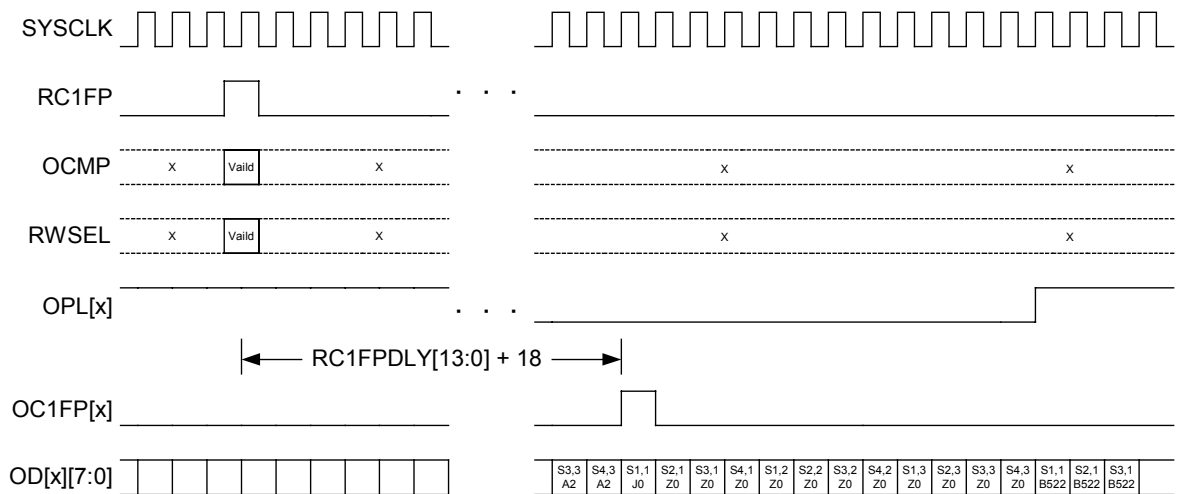 SYSCLK
RC1FP . . .
OCMP X Vaild X X X
RWSEL X Vaild X X X
OPL[x] . . .
RC1FPDLY[13:0] + 18
OC1FP[x]
OD[x][7:0] S3,3 S4,3 S1,1 S2,1 S3,1 S4,1 S1,2 S2,2 S3,2 S4,2 S1,3 S2,3 S3,3 S4,3 S1,1 S2,1 S3,1
A2 A2 J0 Z0 Z0 Z0 Z0 Z0 Z0 Z0 Z0 Z0 Z0 Z0 B522 B522 B522